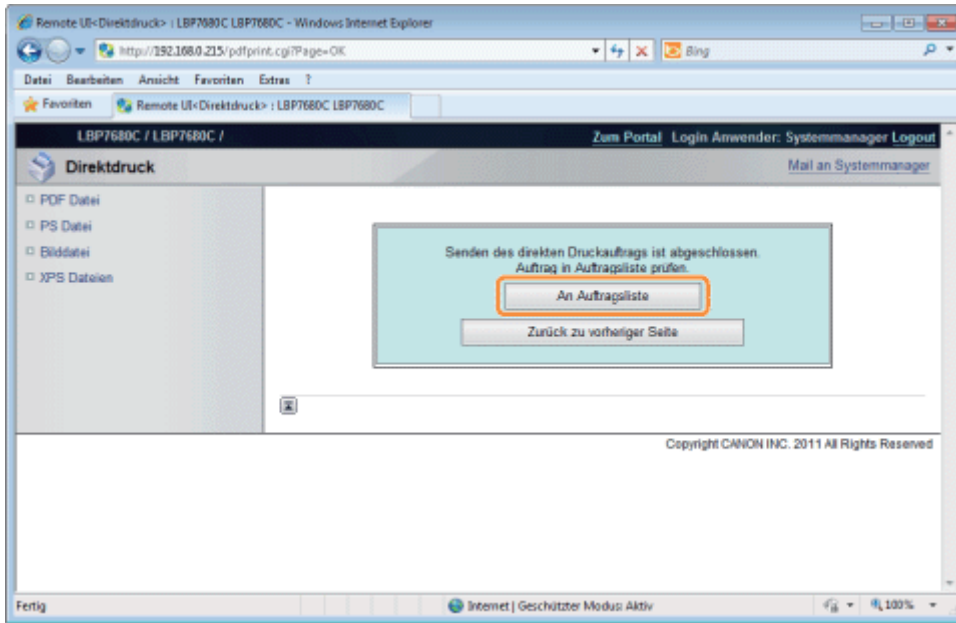 Remote UI<Direktdruck> : LBP7680C LBP7680C - Windows Internet Explorer
http://192.168.0.215/pdfprint.cgi?Page=OK
Bing
Datei Bearbeiten Ansicht Favoriten Extras ?
Favoriten
Remote UI<Direktdruck> : LBP7680C LBP7680C
LBP7680C / LBP7680C /
Zum Portal Login Anwender: Systemmanager Logout
Direktdruck
Mail an Systemmanager
PDF Datei
PS Datei
Bilddatei
XPS Dateien
Senden des direkten Druckauftrags ist abgeschlossen.
Auftrag in Auftragsliste prüfen.
An Auftragsliste
Zurück zu vorheriger Seite
Copyright CANON INC. 2011 All Rights Reserved
Fertig
Internet | Geschützter Modus: Aktiv
100%